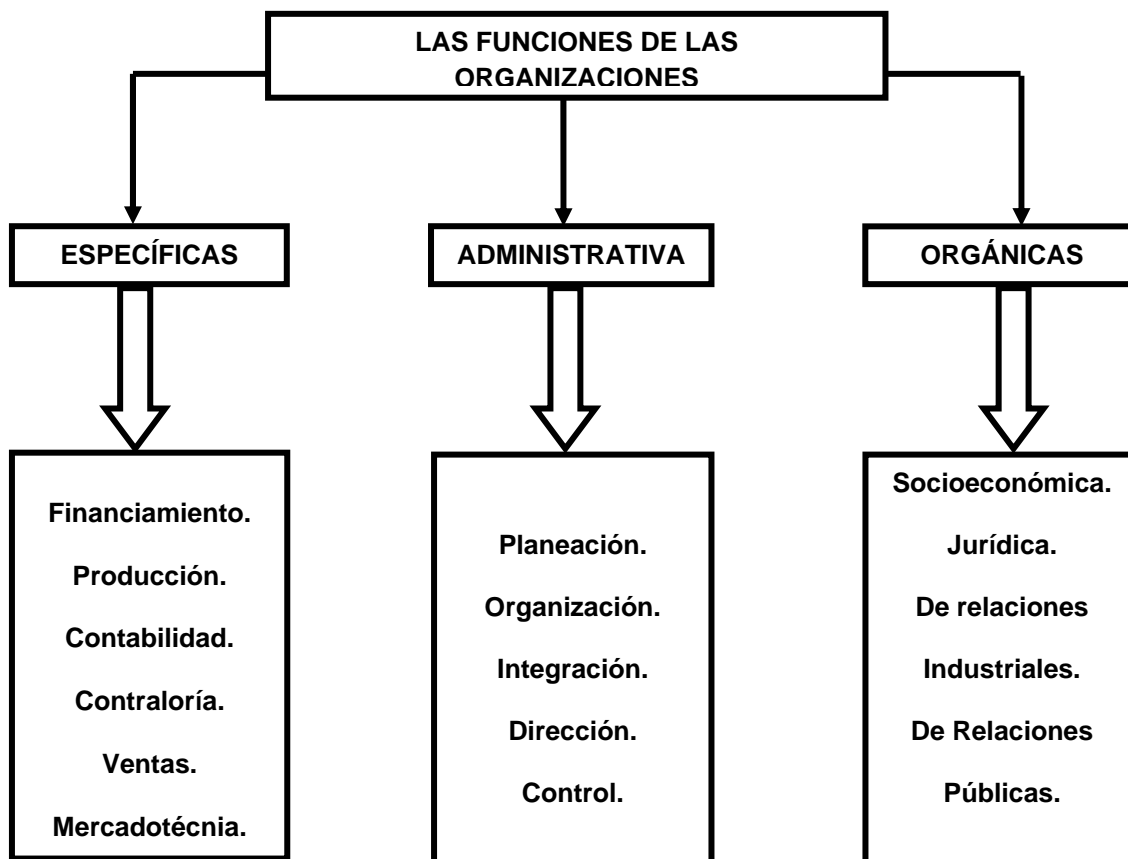 LAS FUNCIONES DE LAS
ORGANIZACIONES
ESPECÍFICAS
ADMINISTRATIVA
ORGÁNICAS
Financiamiento.
Producción.
Contabilidad.
Contraloría.
Ventas.
Mercadotécnia.
Planeación.
Organización.
Integración.
Dirección.
Control.
Socioeconómica.
Jurídica.
De relaciones
Industriales.
De Relaciones
Públicas.